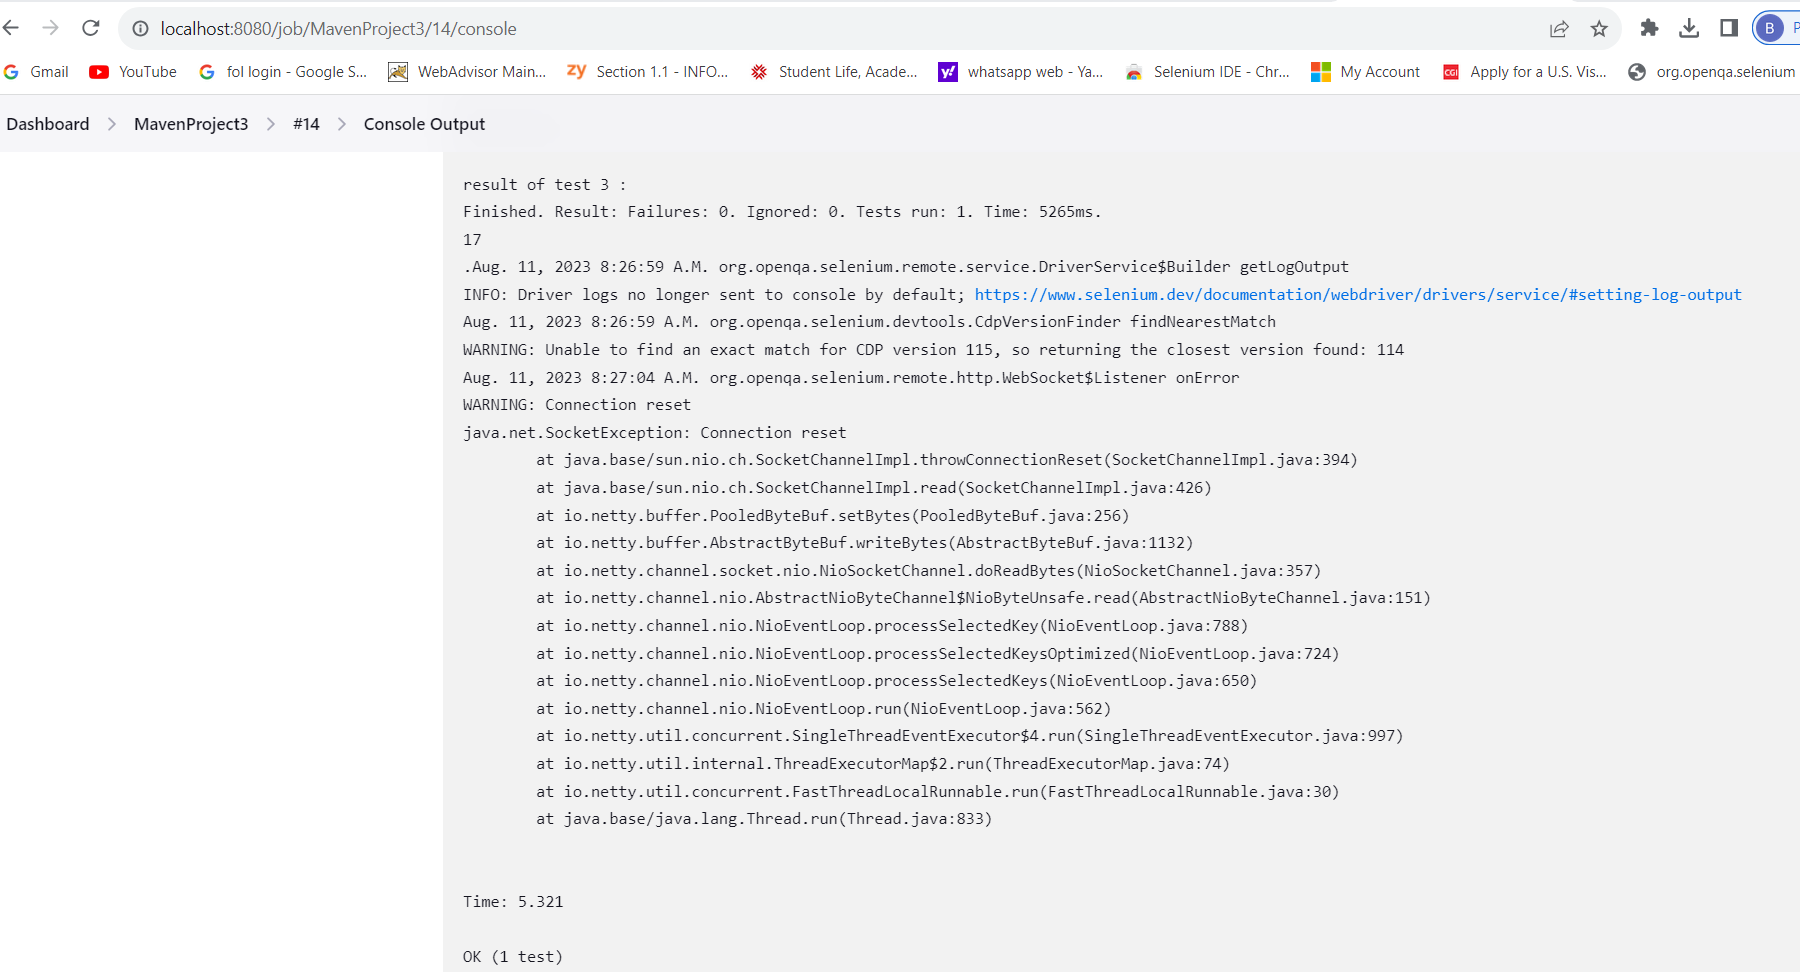 localhost:8080/job/MavenProject3/14/console
B
Gmail
YouTube
fol login - Google S...
WebAdvisor Main...
zy Section 1.1 - INFO...
Student Life, Acade...
y! whatsapp web - Ya...
Selenium IDE - Chr...
My Account
CGI Apply for a U.S. Vis...
org.openqa.selenium
Dashboard > MavenProject3 > #14 > Console Output
result of test 3 :
Finished. Result: Failures: 0. Ignored: 0. Tests run: 1. Time: 5265ms.
17
.Aug. 11, 2023 8:26:59 A.M. org.openqa.selenium.remote.service.DriverService$Builder getLogOutput
INFO: Driver logs no longer sent to console by default; https://www.selenium.dev/documentation/webdriver/drivers/service/#setting-log-output
Aug. 11, 2023 8:26:59 A.M. org.openqa.selenium.devtools.CdpVersionFinder findNearestMatch
WARNING: Unable to find an exact match for CDP version 115, so returning the closest version found: 114
Aug. 11, 2023 8:27:04 A.M. org.openqa.selenium.remote.http.WebSocket$Listener onError
WARNING: Connection reset
java.net.SocketException: Connection reset
at java.base/sun.nio.ch.SocketChannelImpl.throwConnectionReset(SocketChannelImpl.java:394)
at java.base/sun.nio.ch.SocketChannelImpl.read(SocketChannelImpl.java:426)
at io.netty.buffer.PooledByteBuf.setBytes(PooledByteBuf.java:256)
at io.netty.buffer.AbstractByteBuf.writeBytes(AbstractByteBuf.java:1132)
at io.netty.channel.socket.nio.NioSocketChannel.doReadBytes(NioSocketChannel.java:357)
at io.netty.channel.nio.AbstractNioByteChannel$NioByteUnsafe.read(AbstractNioByteChannel.java:151)
at io.netty.channel.nio.NioEventLoop.processSelectedKey(NioEventLoop.java:788)
at io.netty.channel.nio.NioEventLoop.processSelectedKeysOptimized(NioEventLoop.java:724)
at io.netty.channel.nio.NioEventLoop.processSelectedKeys(NioEventLoop.java:650)
at io.netty.channel.nio.NioEventLoop.run(NioEventLoop.java:562)
at io.netty.util.concurrent.SingleThreadEventExecutor$4.run(SingleThreadEventExecutor.java:997)
at io.netty.util.internal.ThreadExecutorMap$2.run(ThreadExecutorMap.java:74)
at io.netty.util.concurrent.FastThreadLocalRunnable.run(FastThreadLocalRunnable.java:30)
at java.base/java.lang.Thread.run(Thread.java:833)
Time: 5.321
OK (1 test)